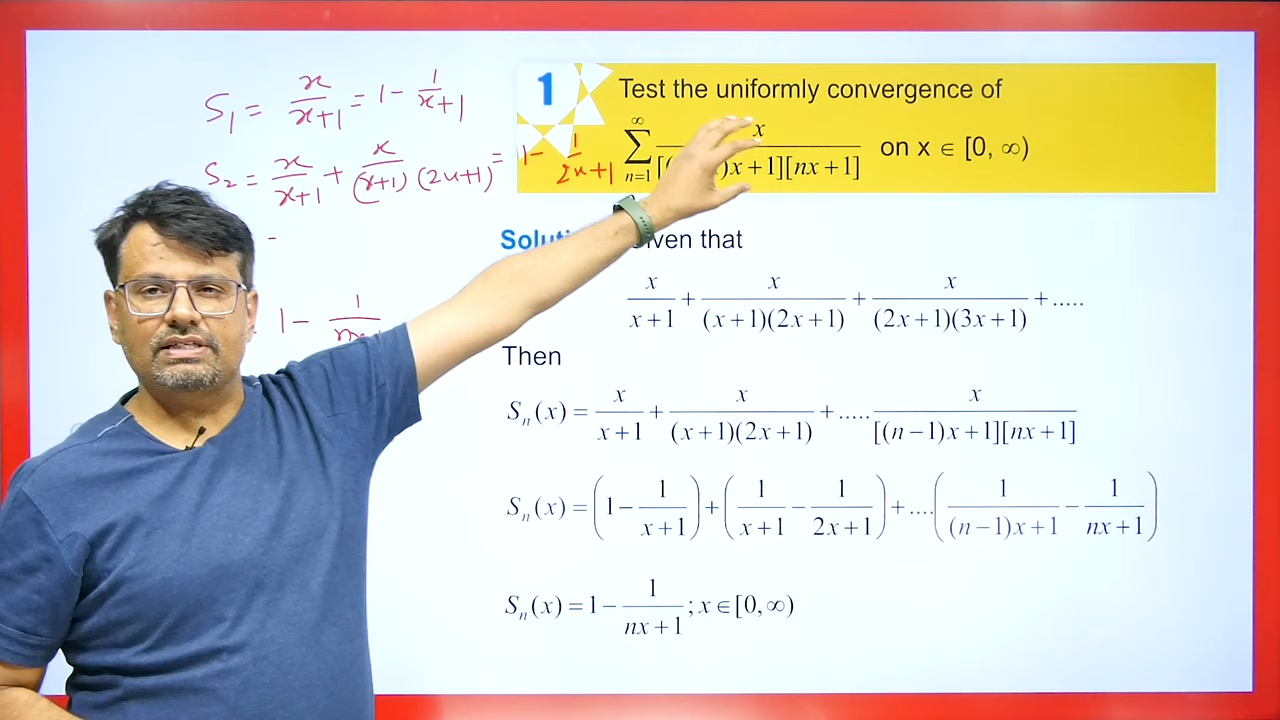 S₁ = x/(x+1) = 1 - 1/(x+1)
S₂ = x/(x+1) + x/((x+1)(2x+1)) = 1 - 1/(2x+1)
1 -
1
Test the uniformly convergence of
∞ ∑ n=1 x/([( )x+1][nx+1]) on x ∈ [0, ∞)
Given that
x/(x+1) + x/((x+1)(2x+1)) + x/((2x+1)(3x+1)) + .....
Then
Sₙ(x) = x/(x+1) + x/((x+1)(2x+1)) + ..... x/([(n-1)x+1][nx+1])
Sₙ(x) = (1 - 1/(x+1)) + (1/(x+1) - 1/(2x+1)) + .... (1/((n-1)x+1) - 1/(nx+1))
Sₙ(x) = 1 - 1/(nx+1) ; x ∈ [0, ∞)